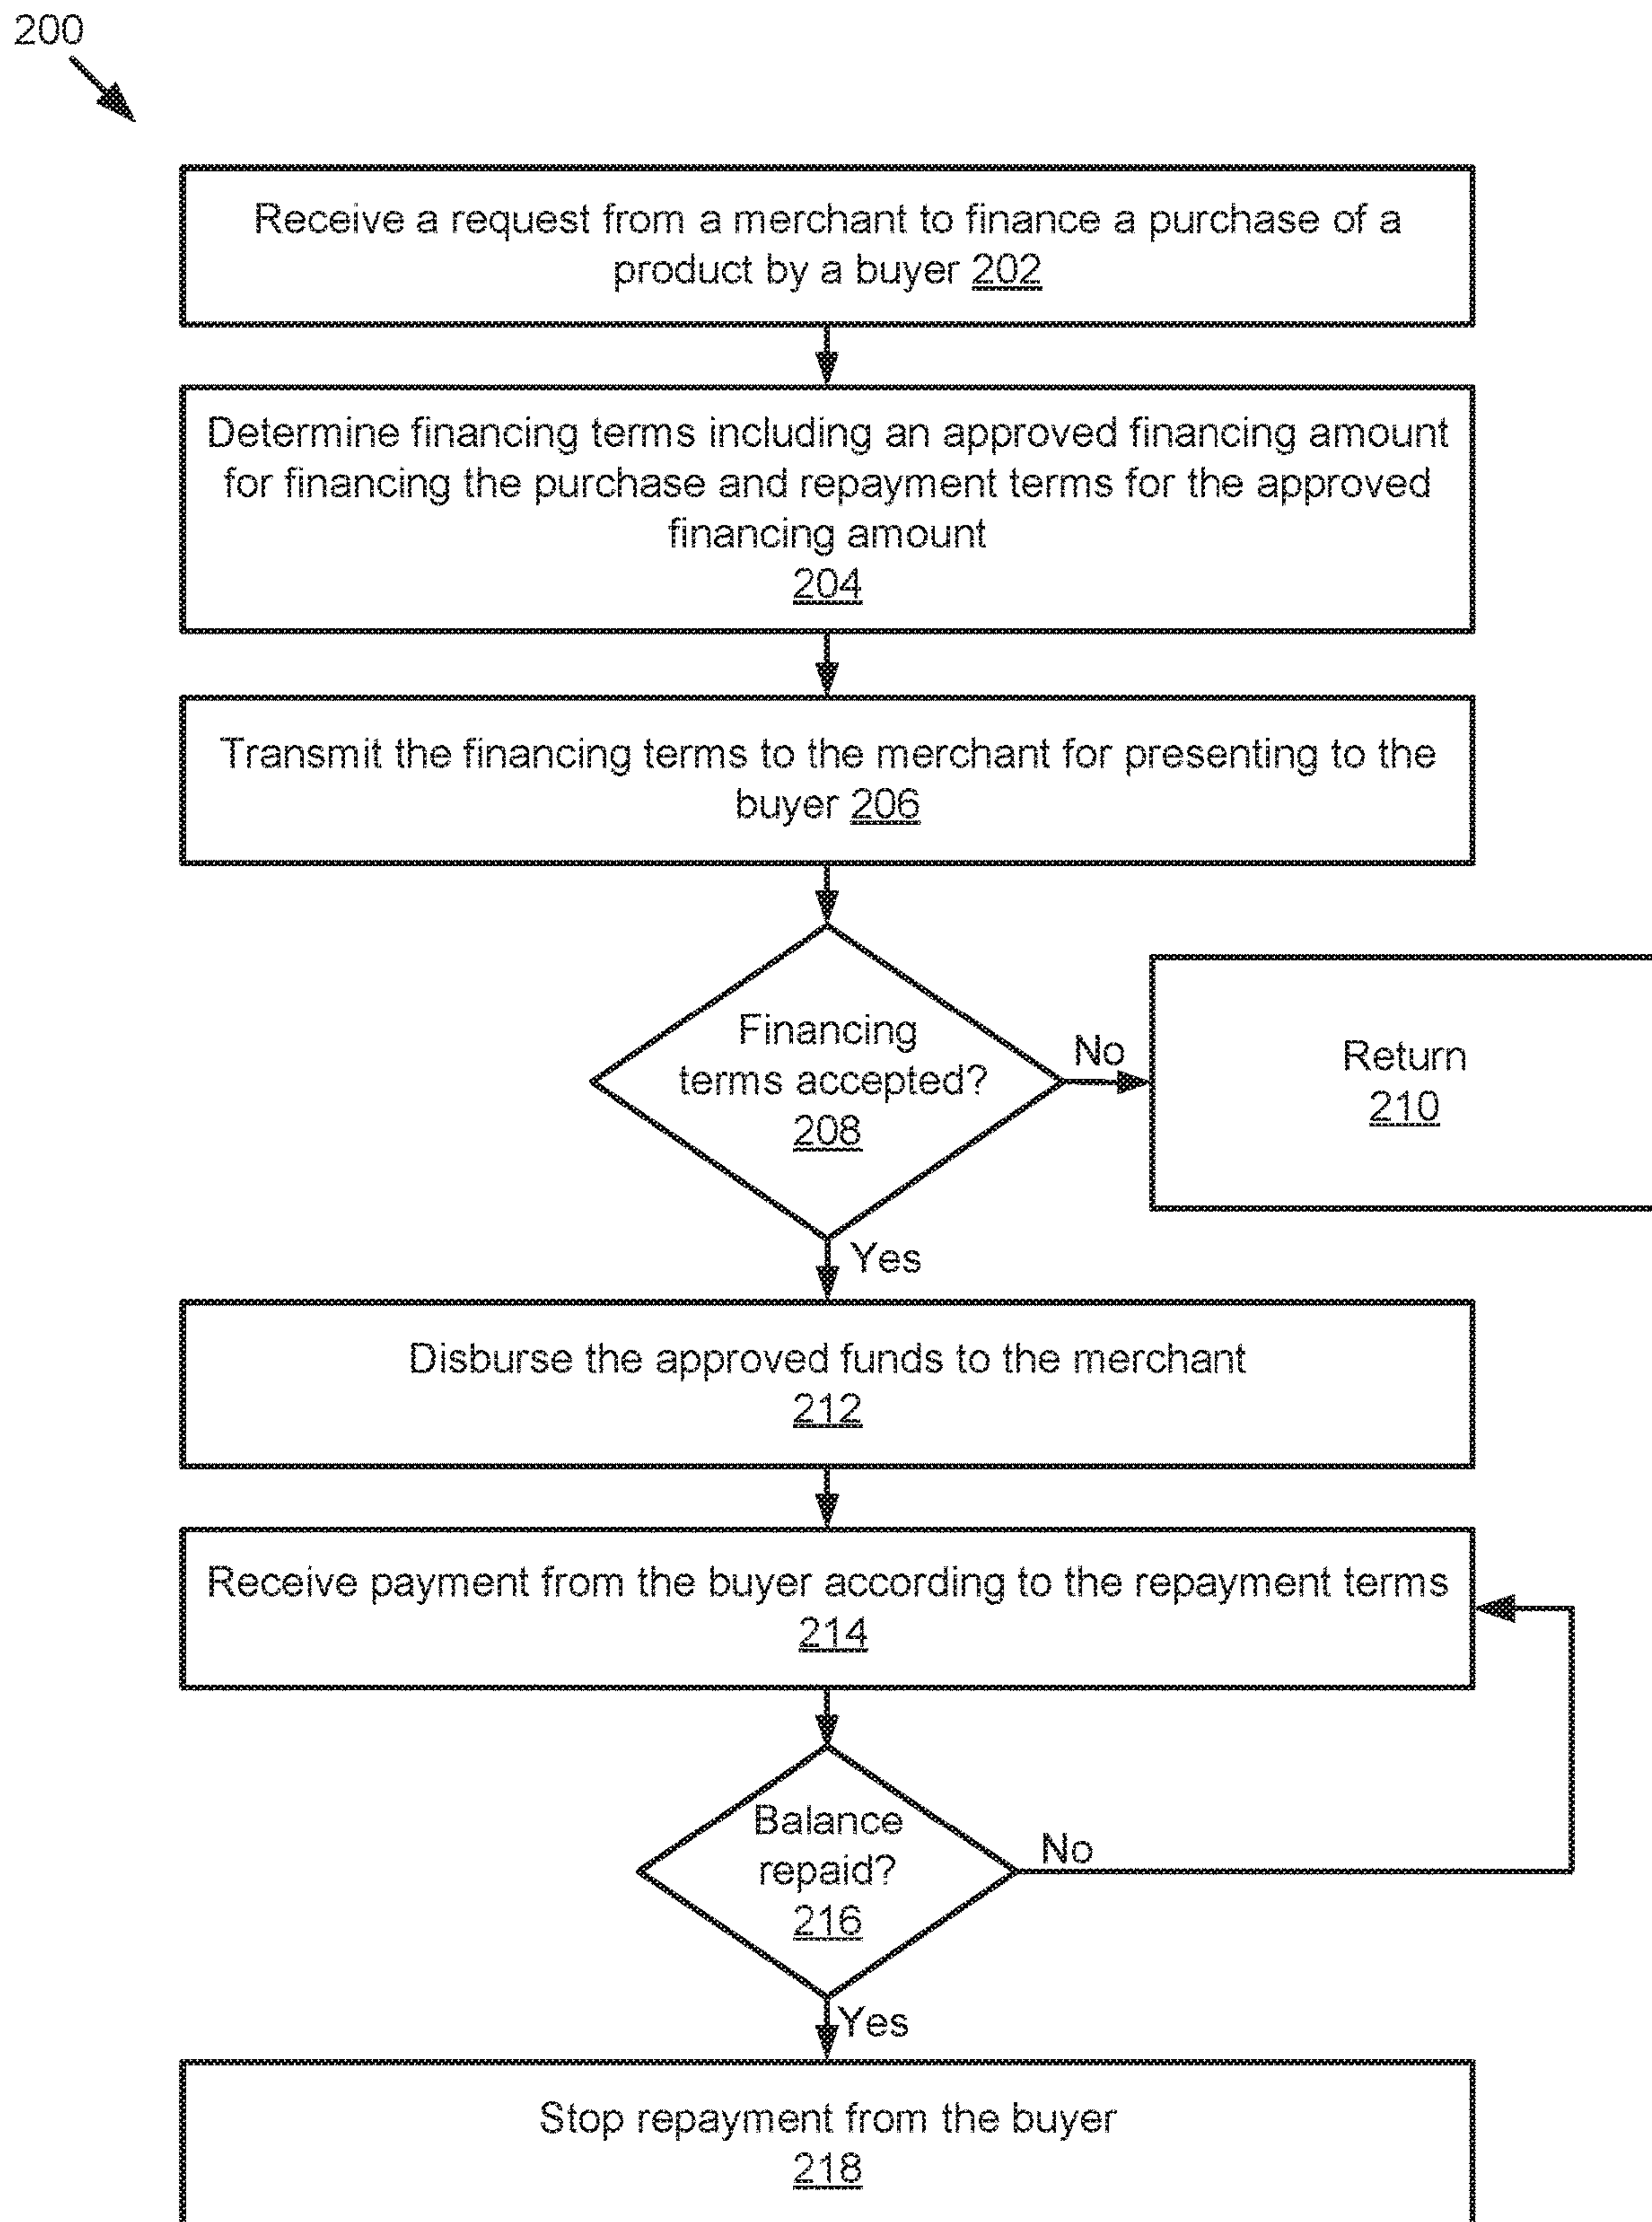 200
Receive a request from a merchant to finance a purchase of a
product by a buyer 202
Determine financing terms including an approved financing amount
for financing the purchase and repayment terms for the approved
financing amount
204
Transmit the financing terms to the merchant for presenting to the
buyer 206
Financing
terms accepted?
208
No
Return
210
Yes
Disburse the approved funds to the merchant
212
Receive payment from the buyer according to the repayment terms
214
Balance
repaid?
216
No
Yes
Stop repayment from the buyer
218